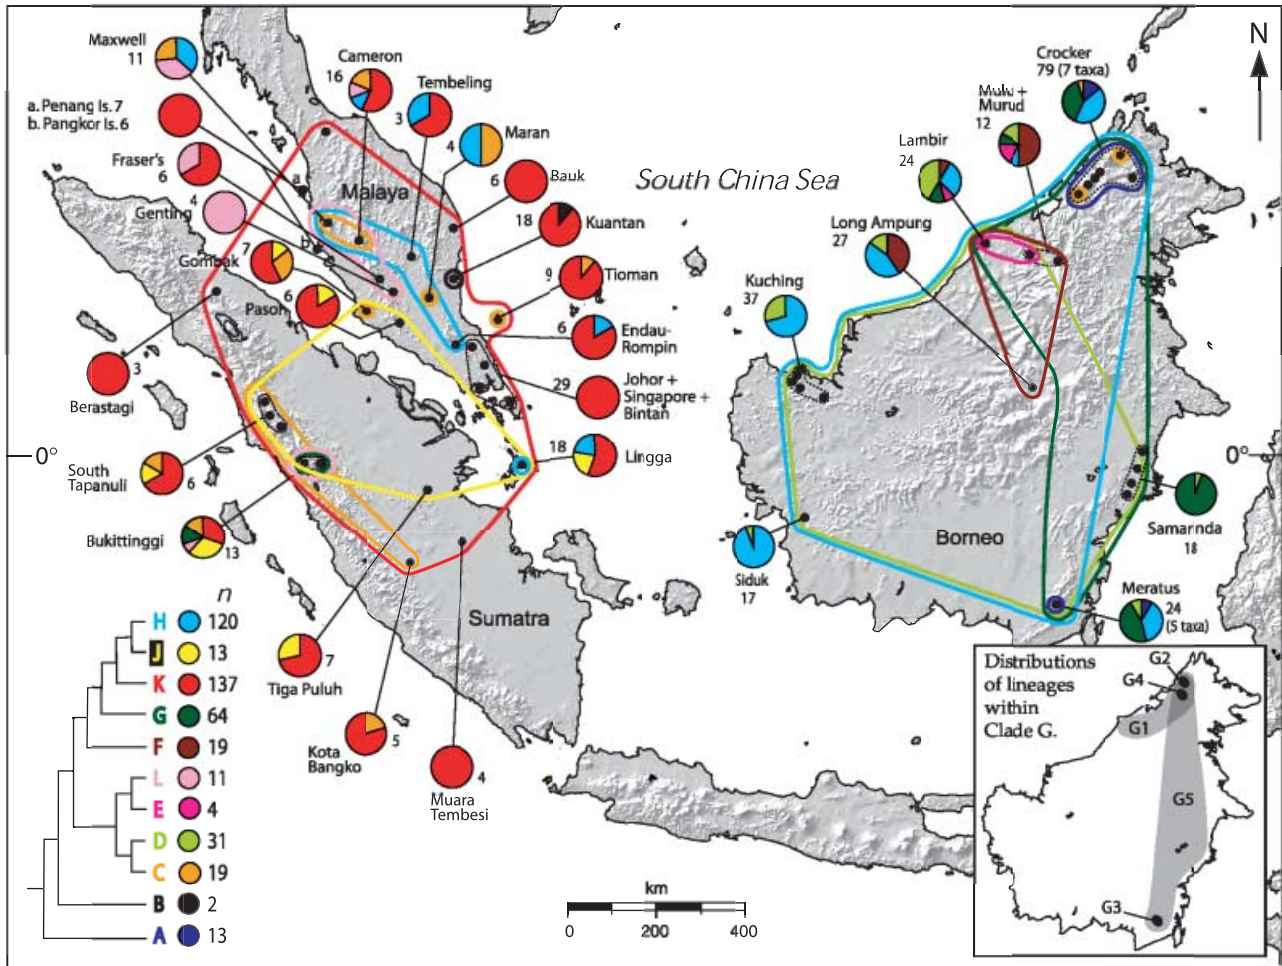 Maxwell
11
a. Penang Is. 7
b. Pangkor Is. 6
Fraser's
6
4
Genting
7
Gombak
6
Pasoh
Cameron
16
Tembeling
3
Maran
4
Bauk
6
18
Kuantan
9
Tioman
6
Endau-
Rompin
29
Johor +
Singapore +
Bintan
18
Lingga
Malaya
a
b
South China Sea
N
Crocker
79 (7 taxa)
Mulu +
Murud
12
Lambir
24
Long Ampung
27
Kuching
37
0°
0°
3
Berastagi
South
Tapanuli
6
Bukittinggi
13
Sumatra
Tiga Puluh
7
Kota
Bangko
5
Muara
Tembesi
4
Borneo
Siduk
17
Samarinda
18
Meratus
24
(5 taxa)
n
H 120
J 13
K 137
G 64
F 19
L 11
E 4
D 31
C 19
B 2
A 13
km
0 200 400
Distributions
of lineages
within
Clade G.
G2
G4
G1
G5
G3